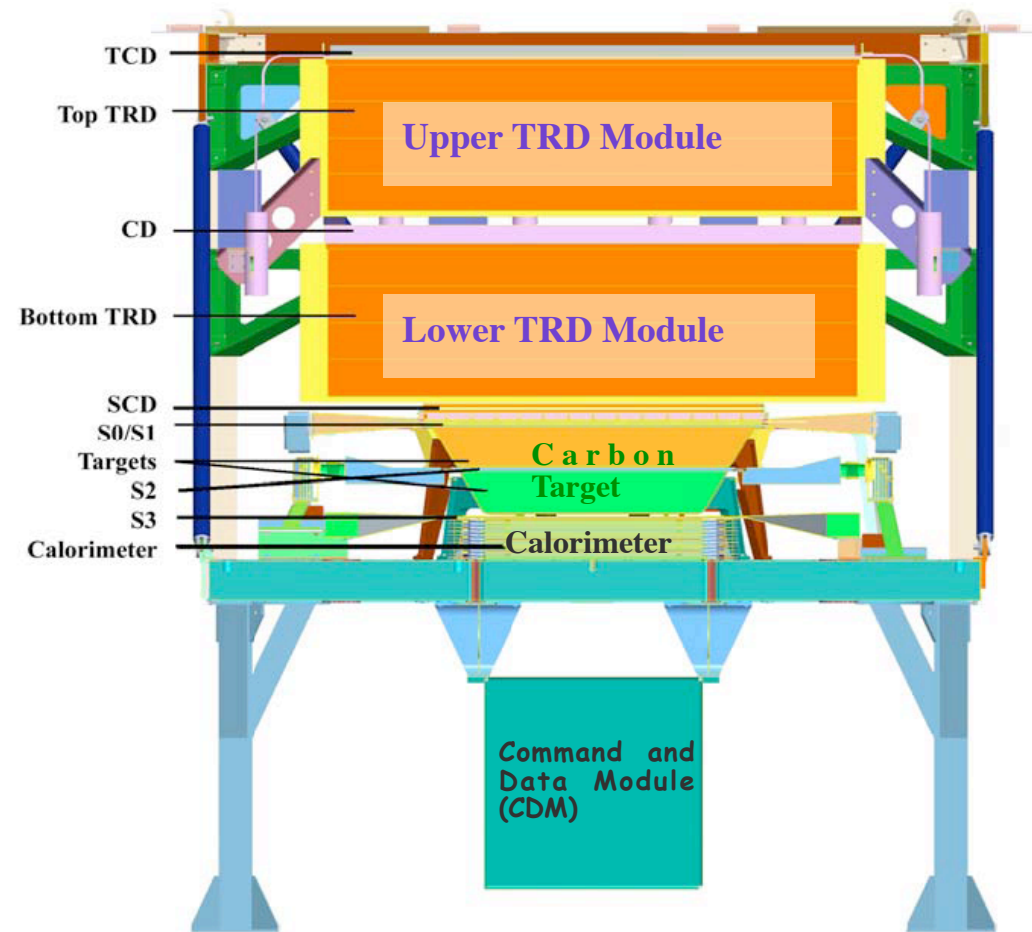 TCD
Top TRD
Upper TRD Module
CD
Bottom TRD
Lower TRD Module
SCD
S0/S1
Targets
C a r b o n
Target
S2
S3
Calorimeter
Calorimeter
Command and
Data Module
(CDM)